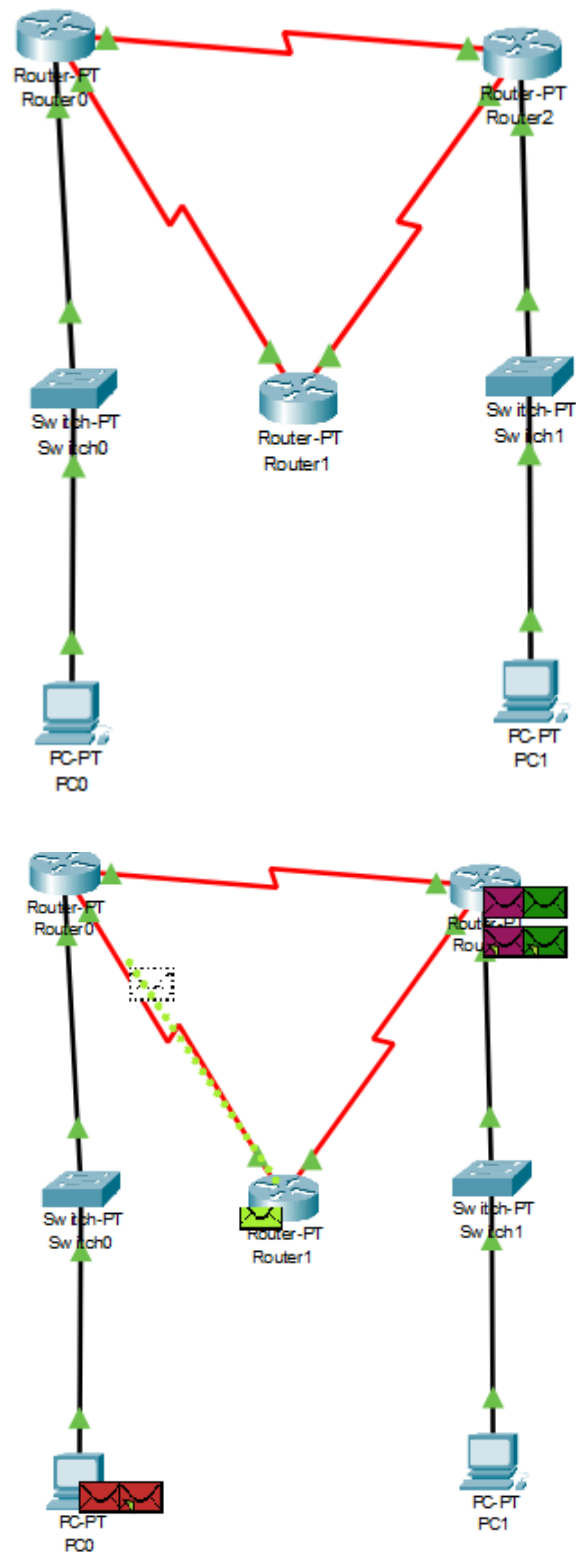 Router-PT
Router0
Router-PT
Router2
Switch-PT
Switch0
Router-PT
Router1
Switch-PT
Switch1
PC-PT
PC0
PC-PT
PC1
Router-PT
Router0
Switch-PT
Switch0
Router-PT
Router1
Switch-PT
Switch1
PC-PT
PC0
PC-PT
PC1